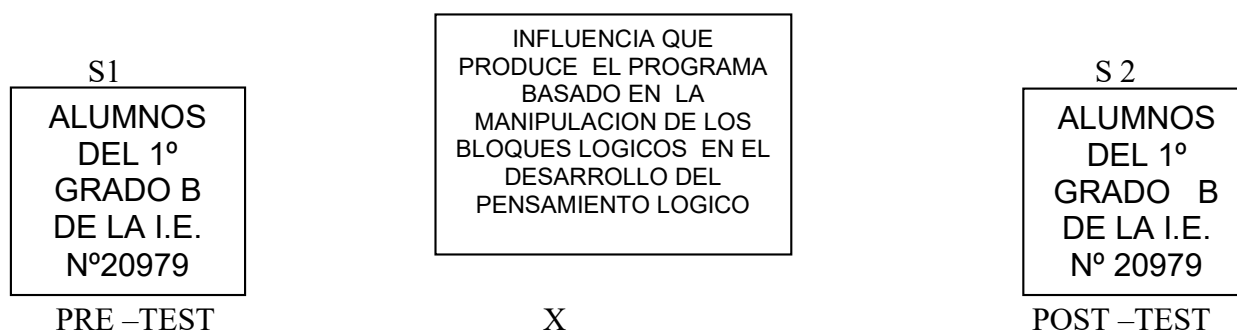 S1
ALUMNOS
DEL 1º
GRADO B
DE LA I.E.
Nº20979
PRE –TEST
INFLUENCIA QUE
PRODUCE EL PROGRAMA
BASADO EN LA
MANIPULACION DE LOS
BLOQUES LOGICOS EN EL
DESARROLLO DEL
PENSAMIENTO LOGICO
X
S 2
ALUMNOS
DEL 1º
GRADO B
DE LA I.E.
Nº 20979
POST –TEST